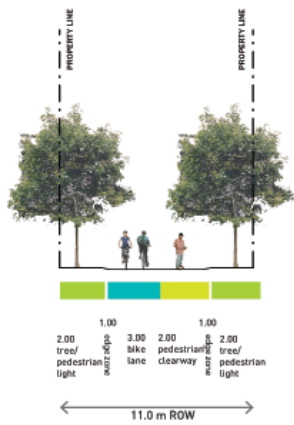 PROPERTY LINE
PROPERTY LINE
2.00
tree/
pedestrian
light
1.00
edge zone
3.00
bike
lane
2.00
pedestrian
clearway
1.00
edge zone
2.00
tree/
pedestrian
light
11.0 m ROW